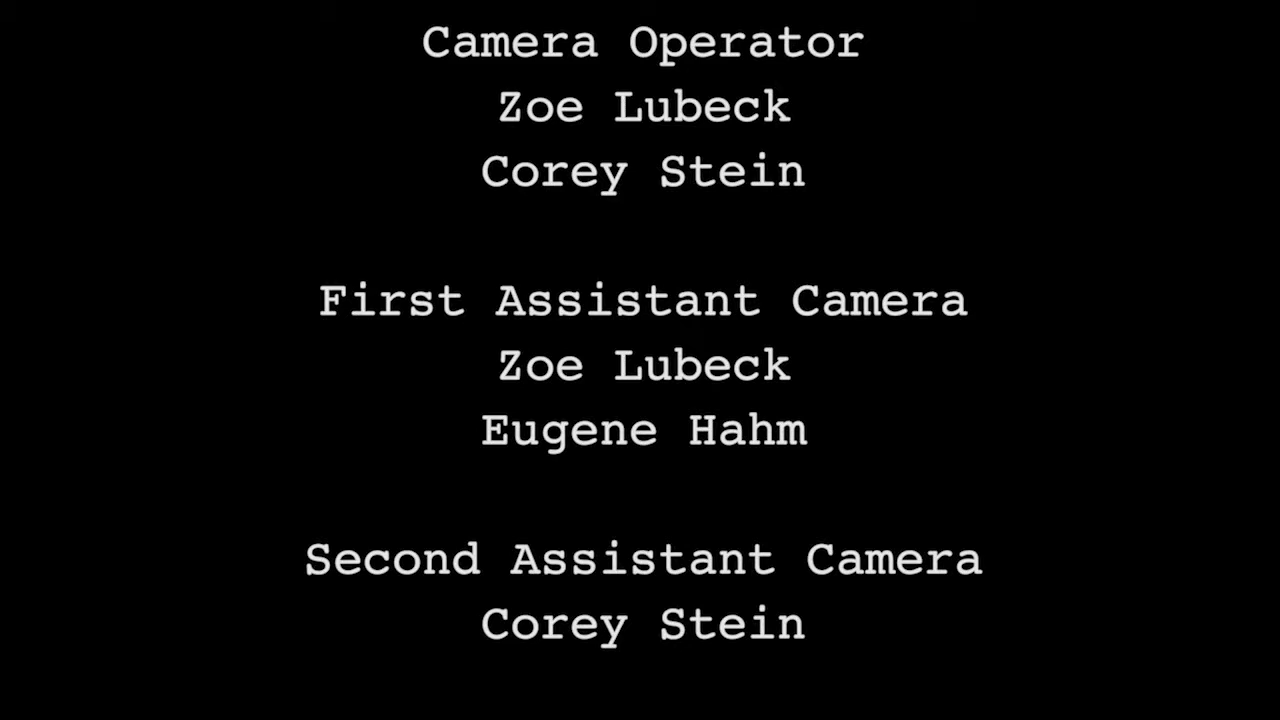 Camera Operator
Zoe Lubeck
Corey Stein
First Assistant Camera
Zoe Lubeck
Eugene Hahm
Second Assistant Camera
Corey Stein